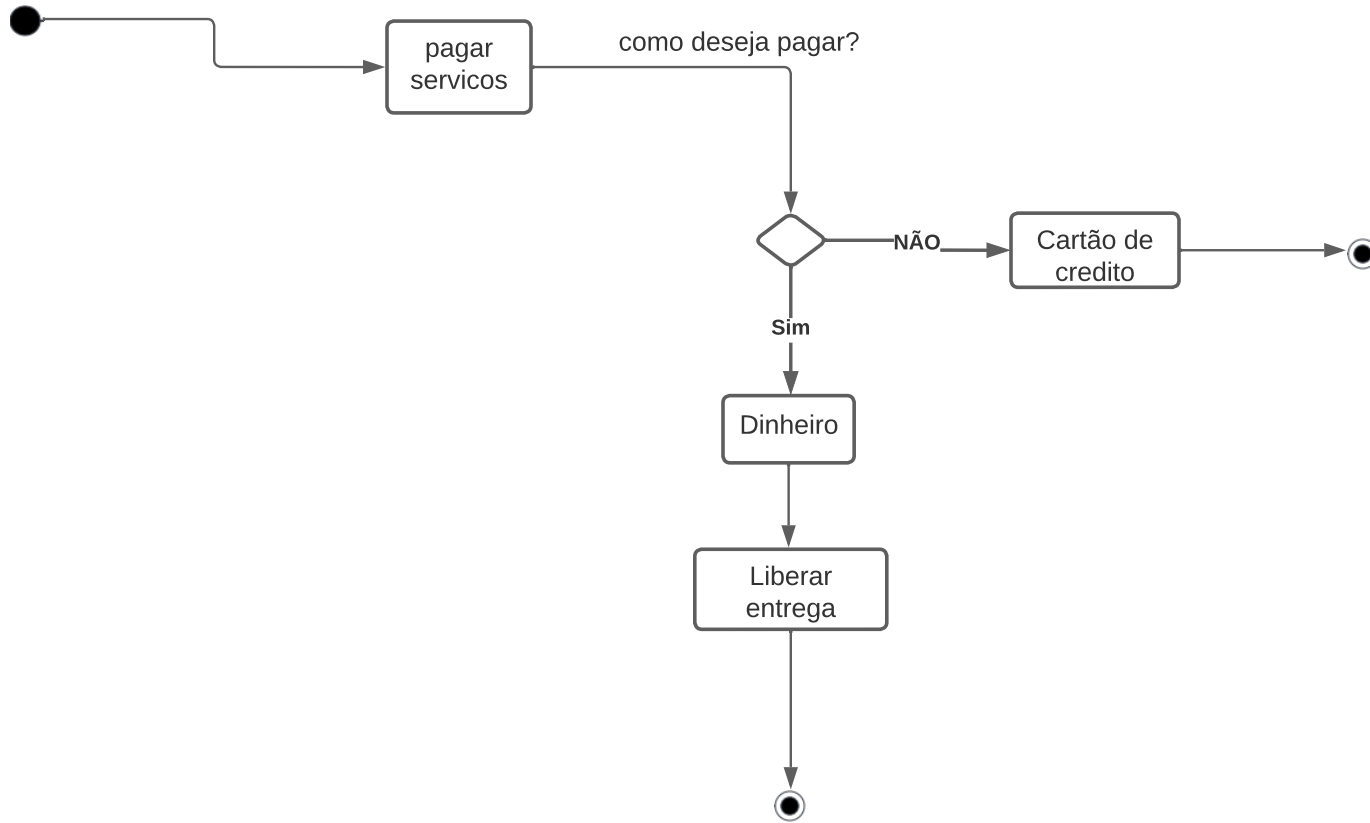 pagar
servicos
como deseja pagar?
NÃO
Cartão de
credito
Sim
Dinheiro
Liberar
entrega